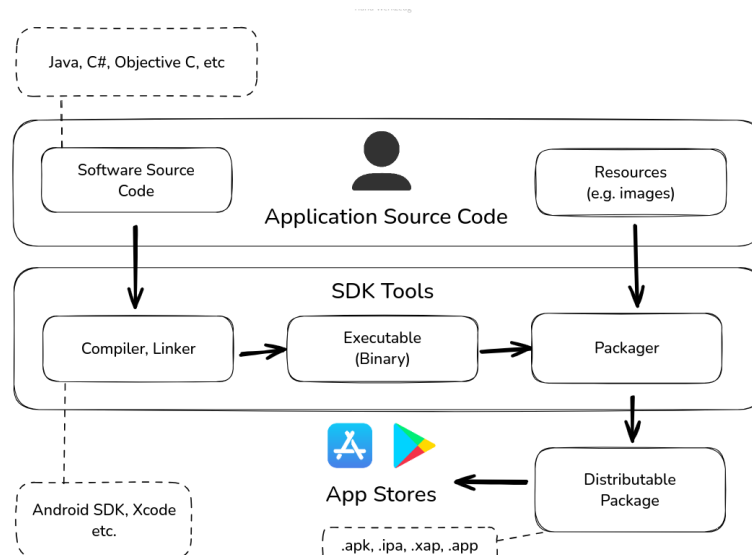 Java, C#, Objective C, etc
Software Source
Code
Application Source Code
Resources
(e.g. images)
SDK Tools
Compiler, Linker
Executable
(Binary)
Packager
App Stores
Distributable
Package
Android SDK, Xcode
etc.
.apk, .ipa, .xap, .app